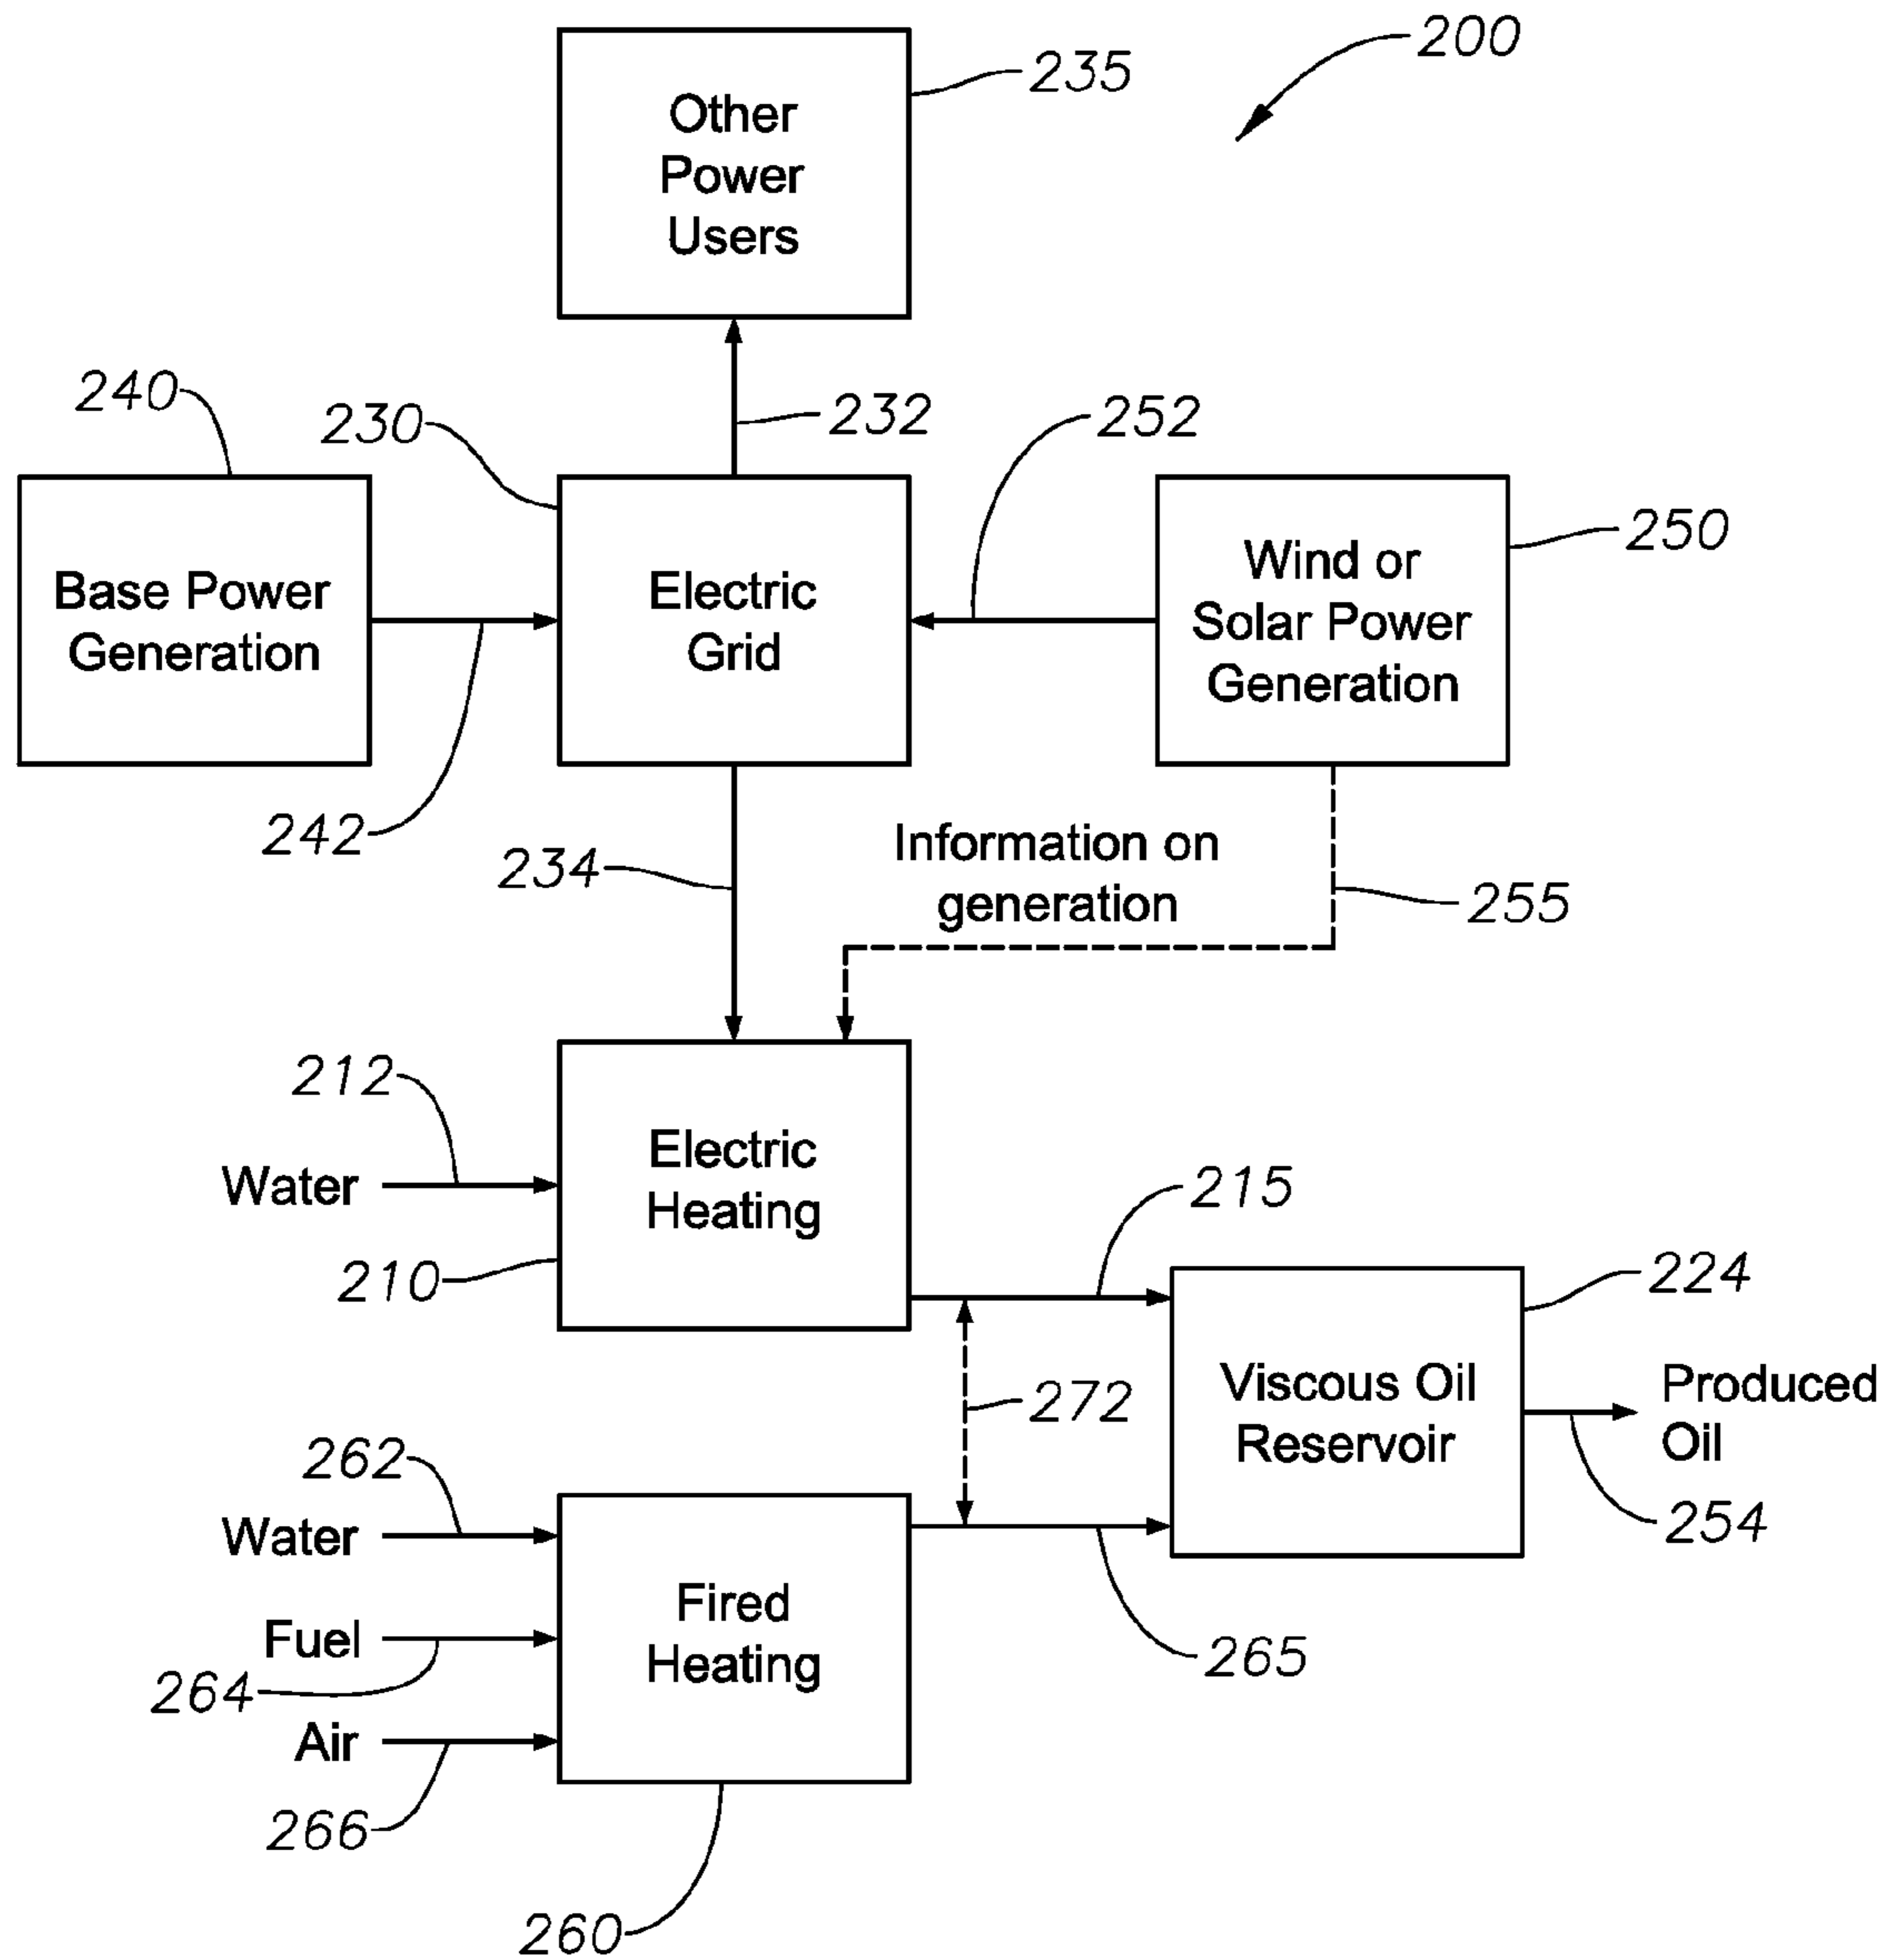 200
235
Other
Power
Users
240
230
232
252
250
Base Power
Generation
Electric
Grid
Wind or
Solar Power
Generation
242
234
Information on
generation
255
212
Water
Electric
Heating
210
215
224
Viscous Oil
Reservoir
Produced
Oil
254
272
262
Water
Fuel
264
Air
266
Fired
Heating
265
260